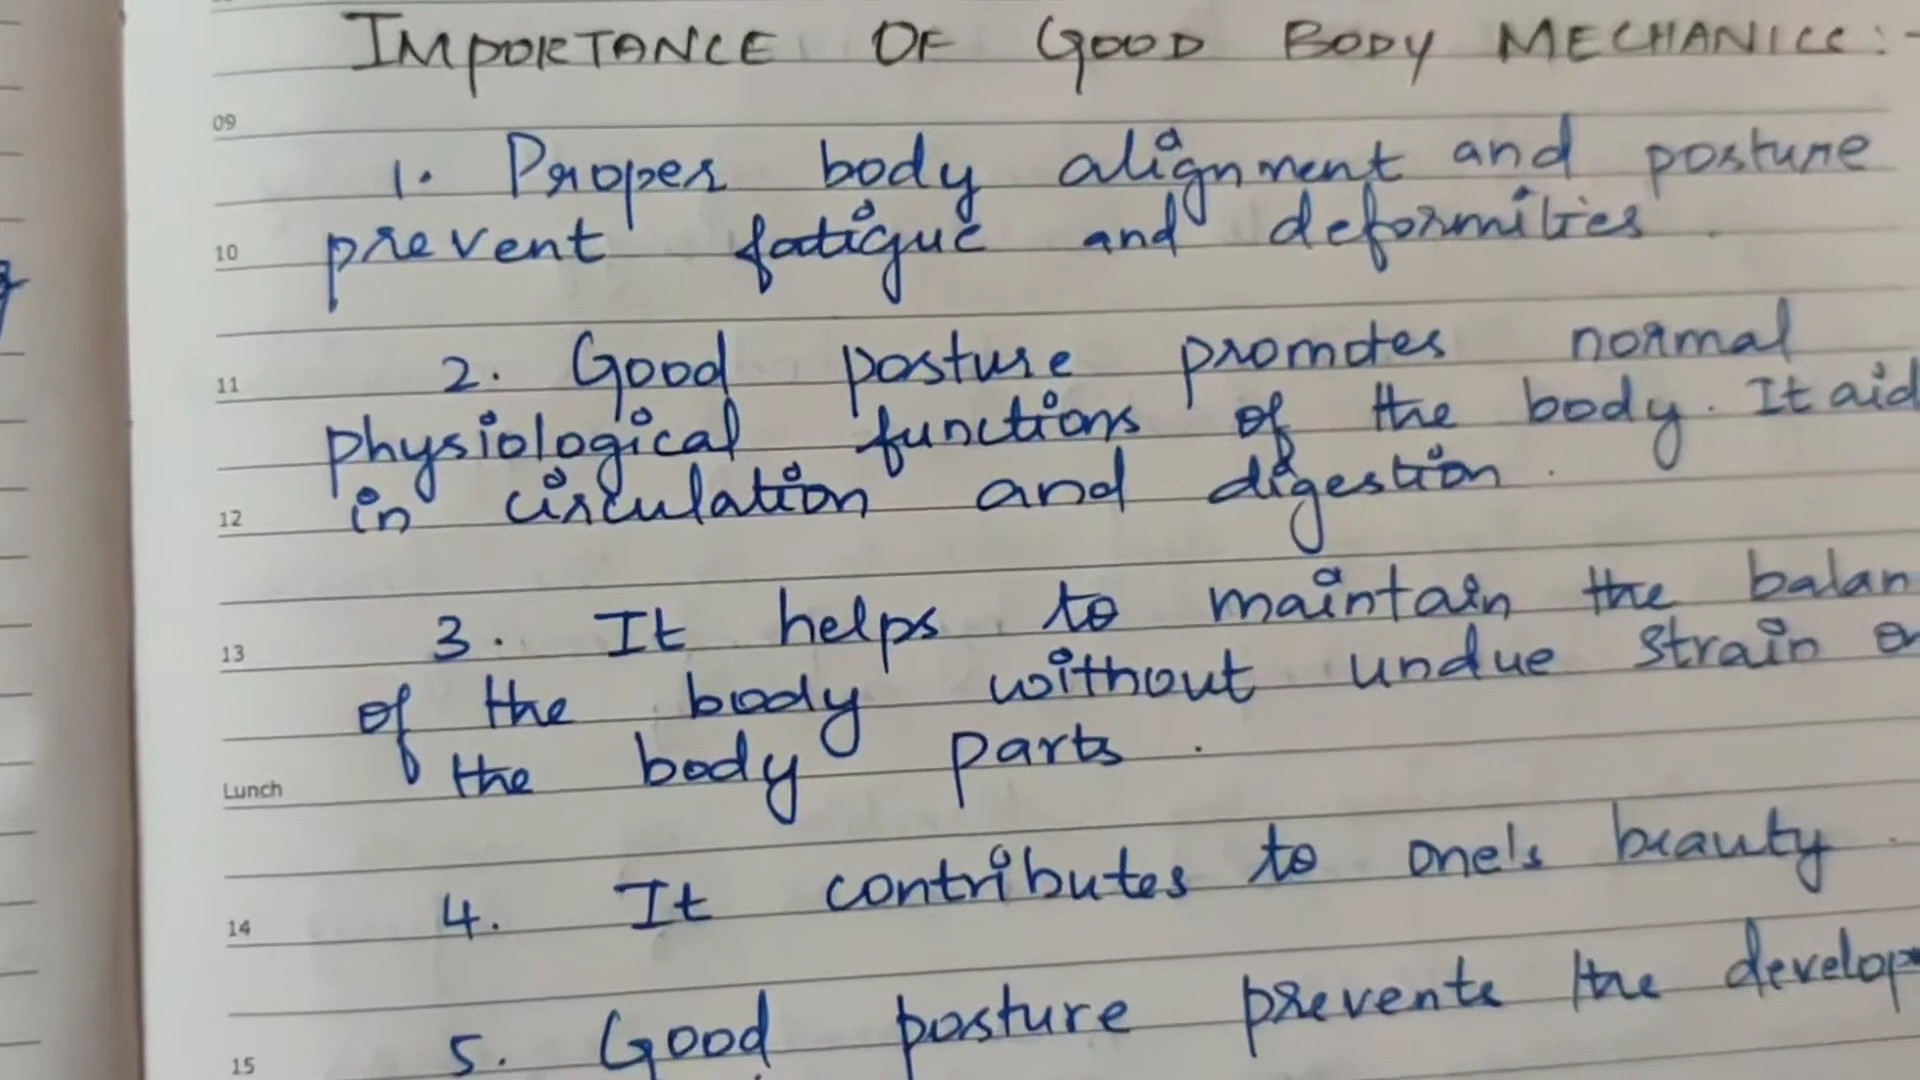 IMPORTANCE OF GOOD BODY MECHANICS:-
09
1. Proper body alignment and posture
10 prevent fatigue and deformities
11 2. Good posture promotes normal
physiological functions of the body. It aid
12 in circulation and digestion.
13 3. It helps to maintain the balan
of the body without undue strain on
Lunch the body parts.
14 4. It contributes to one's beauty.
15 5. Good posture prevents the develop